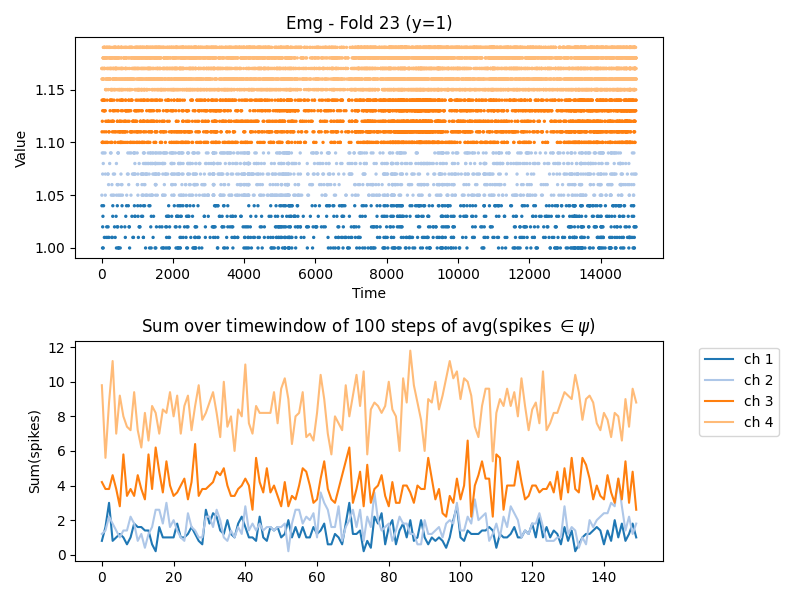 Emg - Fold 23 (y=1)
Value
1.15
1.10
1.05
1.00
0 2000 4000 6000 8000 10000 12000 14000
Time
Sum over timewindow of 100 steps of avg(spikes ∈ψ)
Sum(spikes)
12
10
8
6
4
2
0
0 20 40 60 80 100 120 140
ch 1
ch 2
ch 3
ch 4